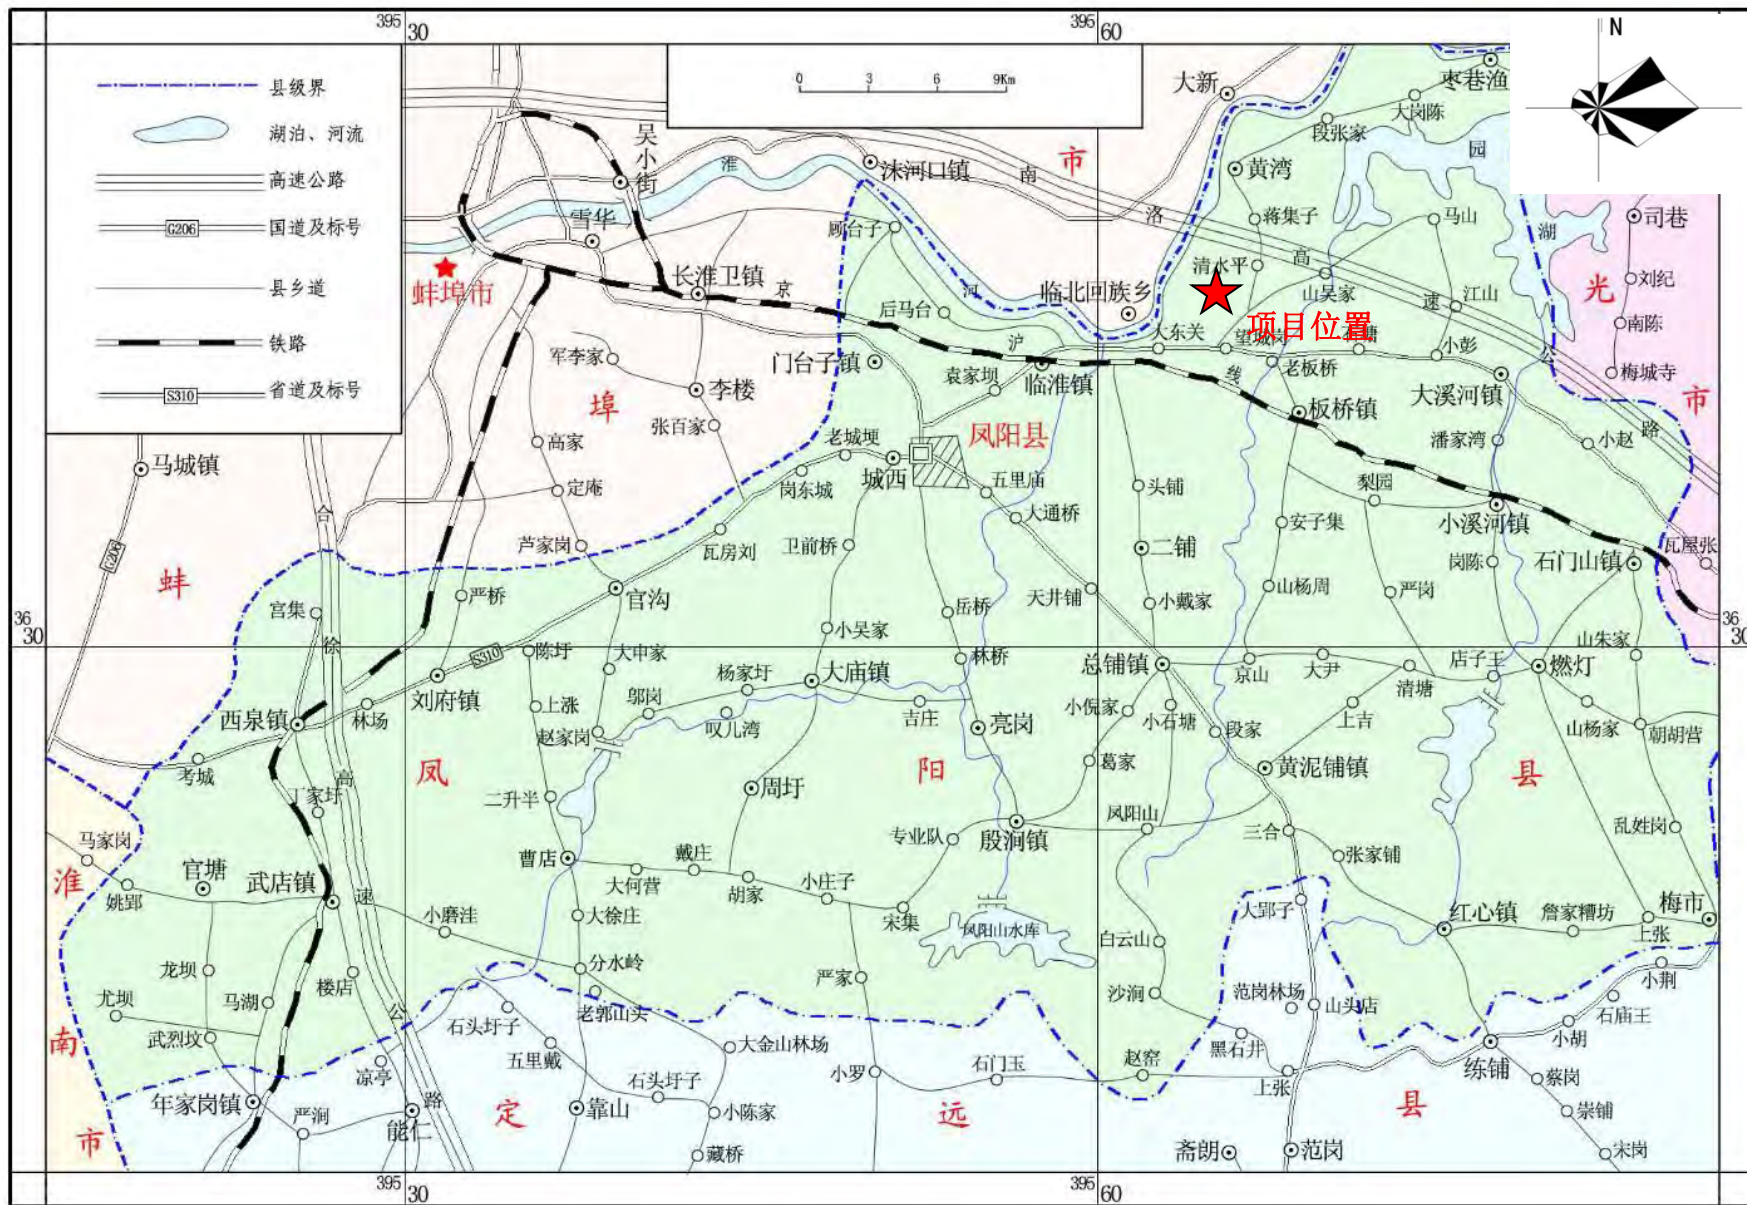 395 30
395 60
N
县级界
湖泊、河流
高速公路
G206
国道及标号
县乡道
铁路
S310
省道及标号
0 3 6 9Km
大新
枣巷渔
大岗陈
段张家
园
吴小街
淮
沫河口镇
市
南
黄湾
洛
蒋集子
马山
湖
司巷
雪华
顾台子
清水平
高
刘纪
蚌埠市
长淮卫镇
京
河
临北回族乡
山吴家
江山
光
后马台
速
南陈
项目位置
沪
大东关
望城岗
塘
小彭
公
军李家
门台子镇
袁家坝
临淮镇
线
老板桥
梅城寺
李楼
大溪河镇
市
埠
板桥镇
张百家
凤阳县
路
高家
老城埂
潘家湾
小赵
马城镇
城西
岗东城
五里庙
定庵
头铺
梨园
合
大通桥
小溪河镇
安子集
G206
芦家岗
瓦房刘
卫前桥
二铺
瓦屋张
岗陈
石门山镇
蚌
严桥
官沟
天井铺
山杨周
严岗
宫集
岳桥
小戴家
36 30
小吴家
36 30
徐
S310
陈圩
大申家
林桥
山朱家
杨家圩
大庙镇
总铺镇
京山
大尹
店子王
燃灯
清塘
刘府镇
西泉镇
林场
上涨
邬岗
叹儿湾
吉庄
小倪家
小石塘
上吉
赵家岗
亮岗
段家
山杨家
朝胡营
考城
高
凤
阳
葛家
黄泥铺镇
县
丁家圩
二升半
周圩
凤阳山
马家岗
专业队
殷涧镇
三合
乱姓岗
张家铺
淮
官塘
武店镇
曹店
戴庄
大何营
胡家
小庄子
姚郢
速
小磨洼
大徐庄
宋集
大郢子
红心镇
詹家糟坊
梅市
上张
凤阳山水库
白云山
分水岭
龙坝
楼店
严家
小荆
尤坝
马湖
沙涧
范岗林场
山头店
石庙王
公
石头圩子
老郭山头
南
武烈坟
五里戴
大金山林场
黑石井
小胡
凉亭
小罗
石门玉
赵窑
石头圩子
上张
练铺
蔡岗
年家岗镇
路
严涧
能仁
定
靠山
小陈家
远
县
崇铺
市
藏桥
斋朗
范岗
宋岗
395 30
395 60